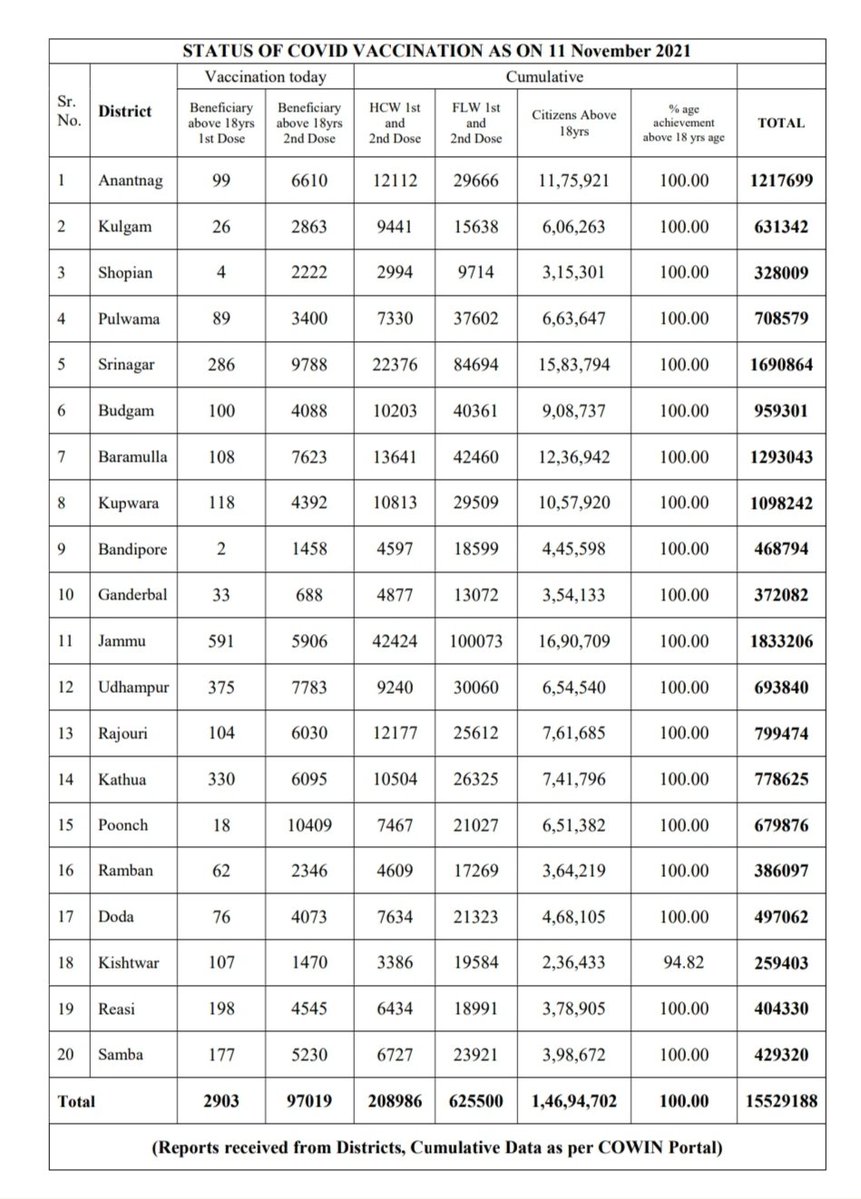 STATUS OF COVID VACCINATION AS ON 11 November 2021
Vaccination today Cumulative
Sr. No. District Beneficiary above 18yrs 1st Dose Beneficiary above 18yrs 2nd Dose HCW 1st and 2nd Dose FLW 1st and 2nd Dose Citizens Above 18yrs % age achievement above 18 yrs age TOTAL
1 Anantnag 99 6610 12112 29666 11,75,921 100.00 1217699
2 Kulgam 26 2863 9441 15638 6,06,263 100.00 631342
3 Shopian 4 2222 2994 9714 3,15,301 100.00 328009
4 Pulwama 89 3400 7330 37602 6,63,647 100.00 708579
5 Srinagar 286 9788 22376 84694 15,83,794 100.00 1690864
6 Budgam 100 4088 10203 40361 9,08,737 100.00 959301
7 Baramulla 108 7623 13641 42460 12,36,942 100.00 1293043
8 Kupwara 118 4392 10813 29509 10,57,920 100.00 1098242
9 Bandipore 2 1458 4597 18599 4,45,598 100.00 468794
10 Ganderbal 33 688 4877 13072 3,54,133 100.00 372082
11 Jammu 591 5906 42424 100073 16,90,709 100.00 1833206
12 Udhampur 375 7783 9240 30060 6,54,540 100.00 693840
13 Rajouri 104 6030 12177 25612 7,61,685 100.00 799474
14 Kathua 330 6095 10504 26325 7,41,796 100.00 778625
15 Poonch 18 10409 7467 21027 6,51,382 100.00 679876
16 Ramban 62 2346 4609 17269 3,64,219 100.00 386097
17 Doda 76 4073 7634 21323 4,68,105 100.00 497062
18 Kishtwar 107 1470 3386 19584 2,36,433 94.82 259403
19 Reasi 198 4545 6434 18991 3,78,905 100.00 404330
20 Samba 177 5230 6727 23921 3,98,672 100.00 429320
Total 2903 97019 208986 625500 1,46,94,702 100.00 15529188
(Reports received from Districts, Cumulative Data as per COWIN Portal)